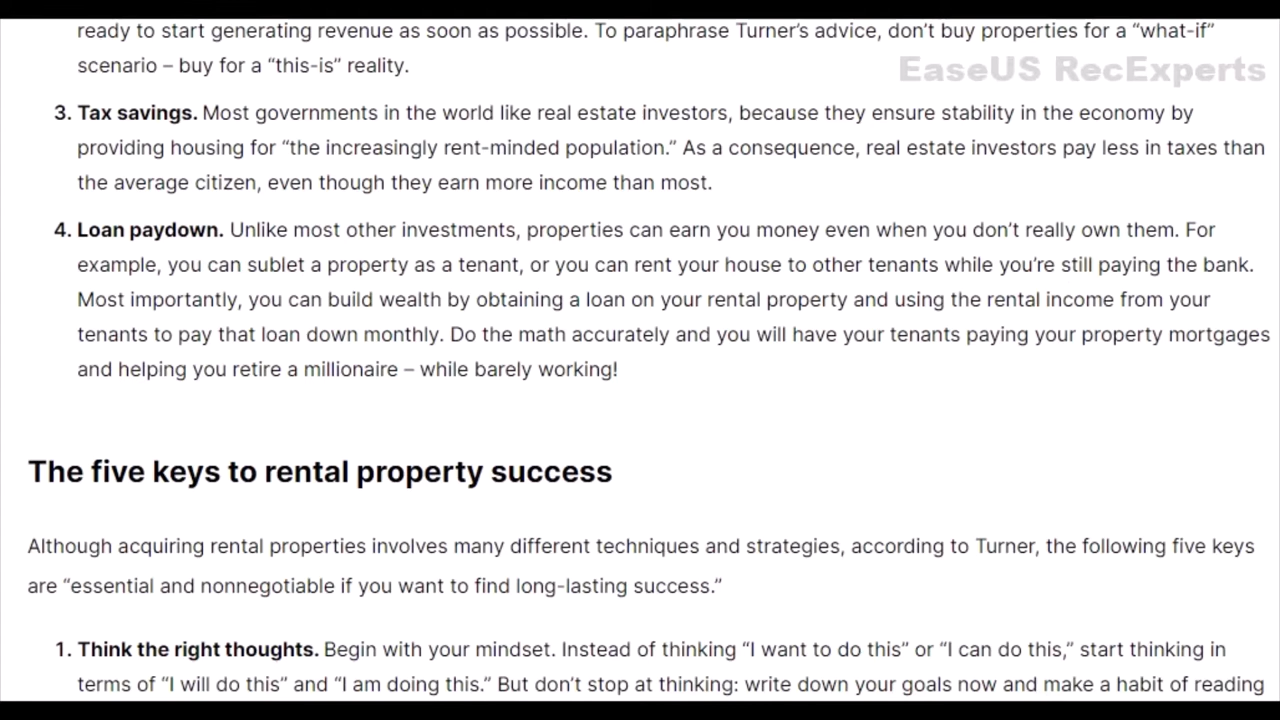 ready to start generating revenue as soon as possible. To paraphrase Turner’s advice, don’t buy properties for a “what-if”
scenario – buy for a “this-is” reality.
EaseUS RecExperts
3. Tax savings. Most governments in the world like real estate investors, because they ensure stability in the economy by
providing housing for “the increasingly rent-minded population.” As a consequence, real estate investors pay less in taxes than
the average citizen, even though they earn more income than most.
4. Loan paydown. Unlike most other investments, properties can earn you money even when you don’t really own them. For
example, you can sublet a property as a tenant, or you can rent your house to other tenants while you’re still paying the bank.
Most importantly, you can build wealth by obtaining a loan on your rental property and using the rental income from your
tenants to pay that loan down monthly. Do the math accurately and you will have your tenants paying your property mortgages
and helping you retire a millionaire – while barely working!
The five keys to rental property success
Although acquiring rental properties involves many different techniques and strategies, according to Turner, the following five keys
are “essential and nonnegotiable if you want to find long-lasting success.”
1. Think the right thoughts. Begin with your mindset. Instead of thinking “I want to do this” or “I can do this,” start thinking in
terms of “I will do this” and “I am doing this.” But don’t stop at thinking: write down your goals now and make a habit of reading